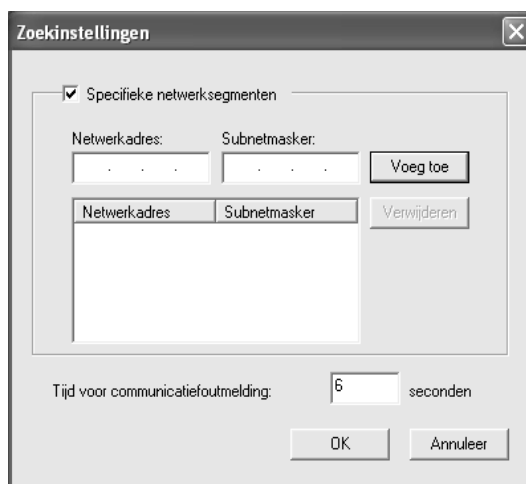 Zoekinstellingen
Specifieke netwerksegmenten
Netwerkadres: Subnetmasker:
. . . . . . Voeg toe
Netwerkadres Subnetmasker Verwijderen
Tijd voor communicatiefoutmelding: 6 seconden
OK Annuleer